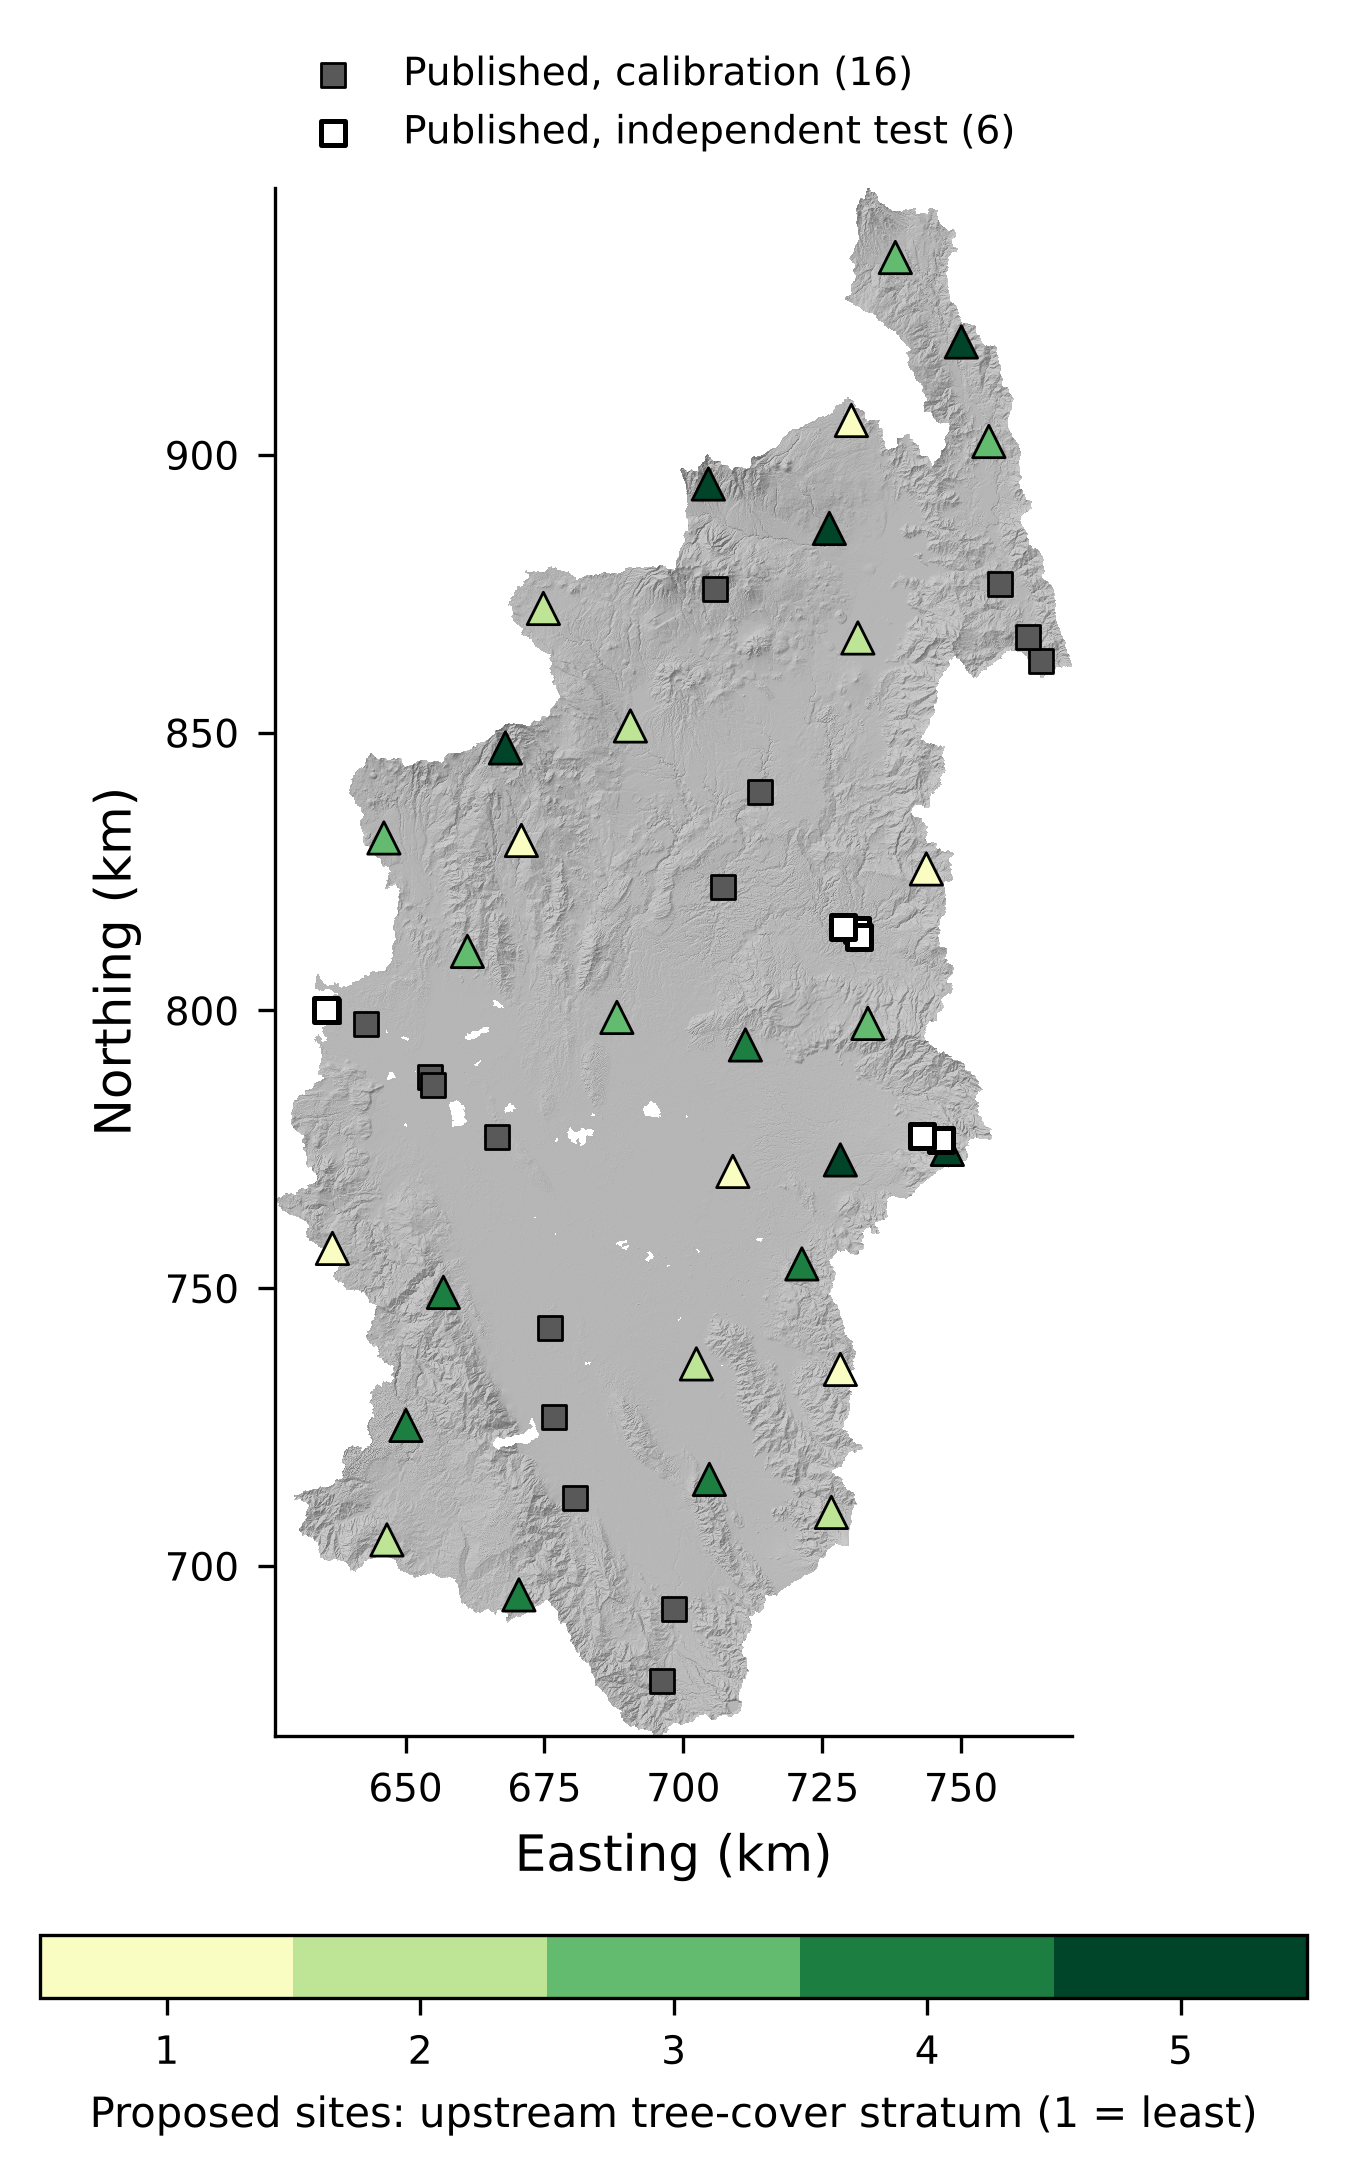 Published, calibration (16)
Published, independent test (6)
900
850
800
750
700
Northing (km)
650 675 700 725 750
Easting (km)
1 2 3 4 5
Proposed sites: upstream tree-cover stratum (1 = least)